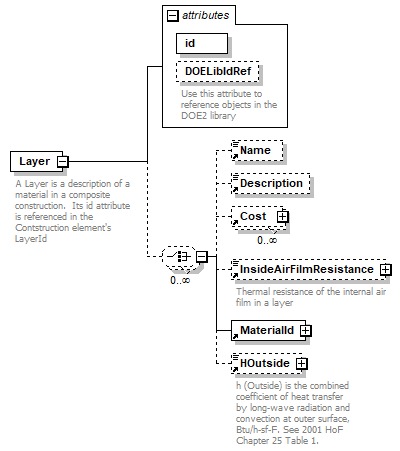 attributes
id
DOELibIdRef
Use this attribute to
reference objects in the
DOE2 library
Layer
A Layer is a description of a
material in a composite
construction.  Its id attribute
is referenced in the
Contstruction element's
LayerId
0..∞
Name
Description
Cost
0..∞
InsideAirFilmResistance
Thermal resistance of the internal air
film in a layer
MaterialId
HOutside
h (Outside) is the combined
coefficient of heat transfer
by long-wave radiation and
convection at outer surface,
Btu/h-sf-F. See 2001 HoF
Chapter 25 Table 1.